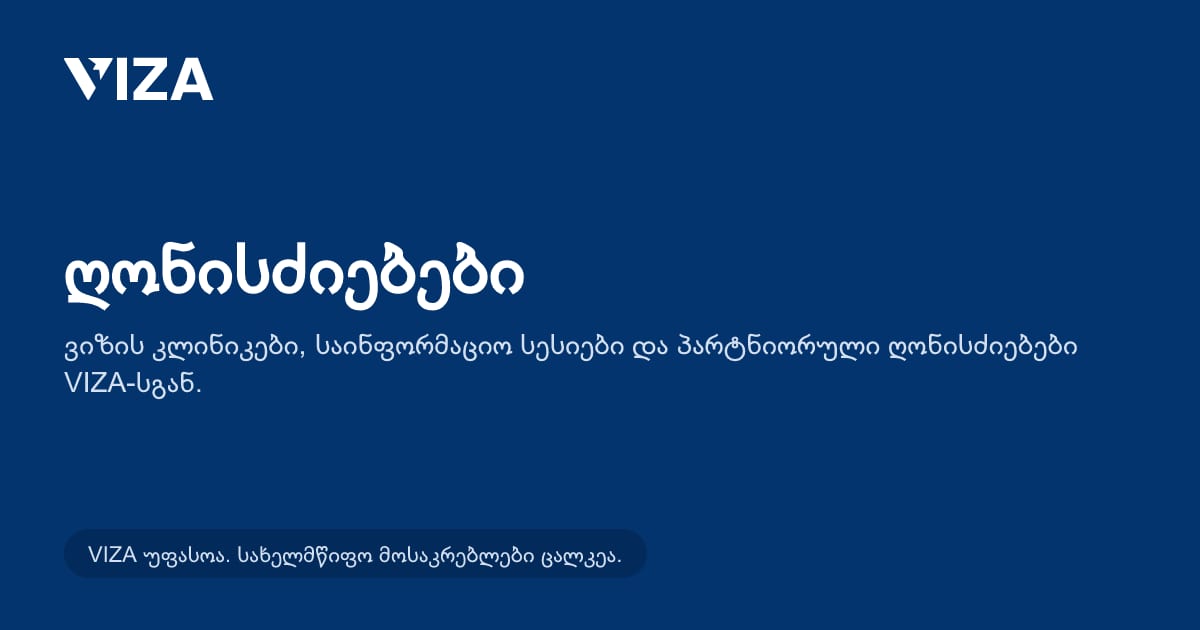 VIZA
ღონისძიებები
ვიზის კლინიკები, საინფორმაციო სესიები და პარტნიორული ღონისძიებები
VIZA-სგან.
VIZA უფასოა. სახელმწიფო მოსაკრებლები ცალკეა.